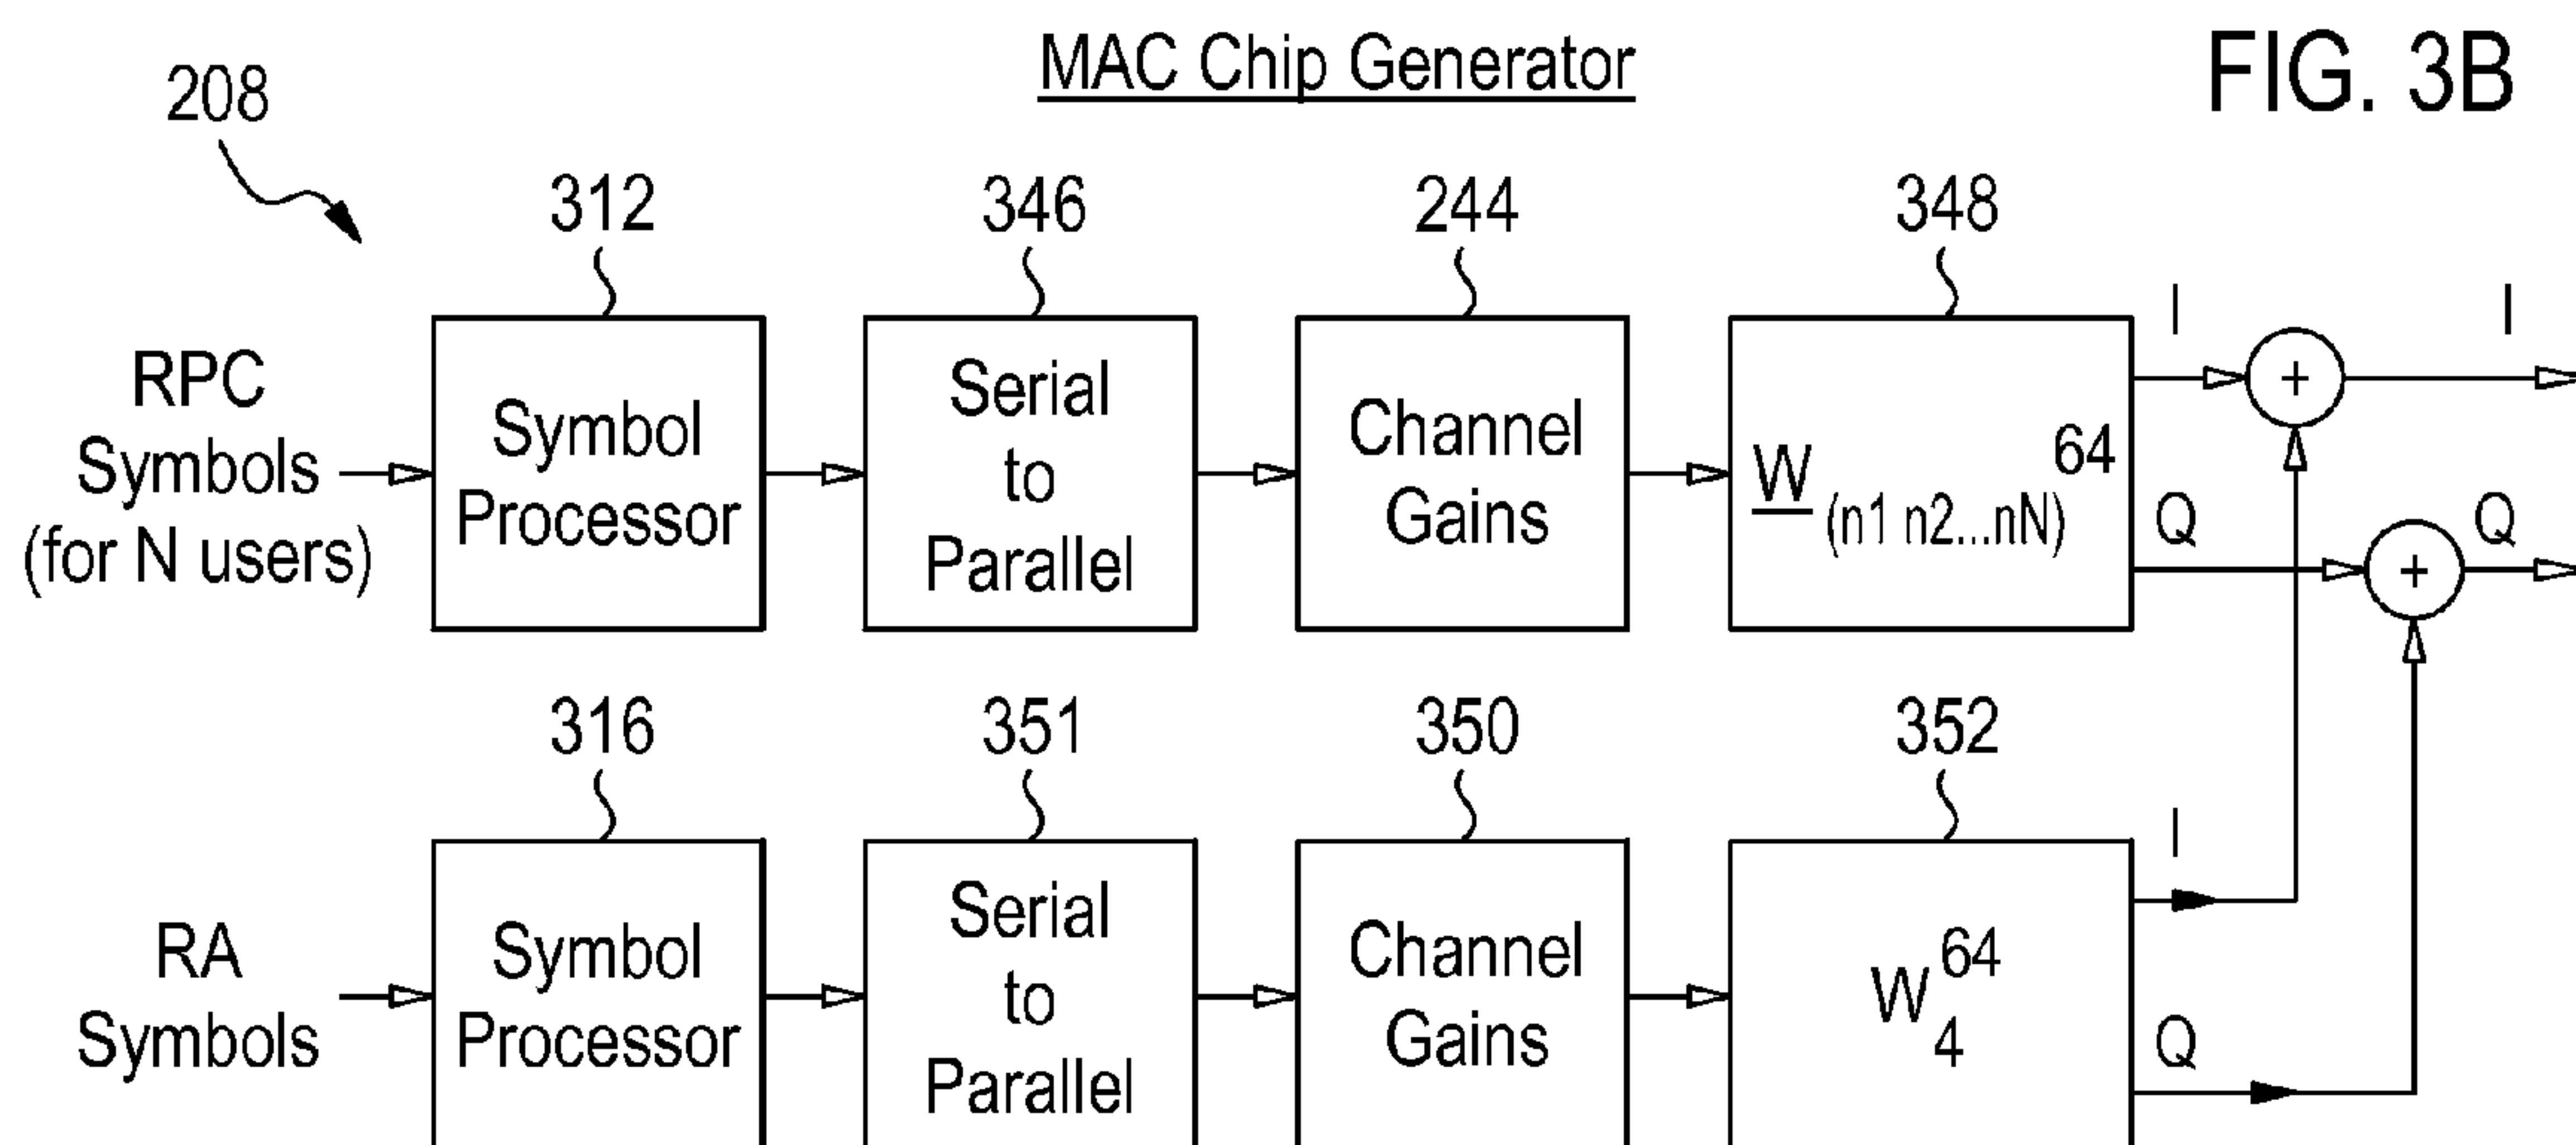 MAC Chip Generator
FIG. 3B
208
312
346
244
348
RPC
Symbols
(for N users)
Symbol
Processor
Serial
to
Parallel
Channel
Gains
W (n1 n2...nN) 64
I
Q
+
I
+
Q
316
351
350
352
RA
Symbols
Symbol
Processor
Serial
to
Parallel
Channel
Gains
W 64 4
I
Q